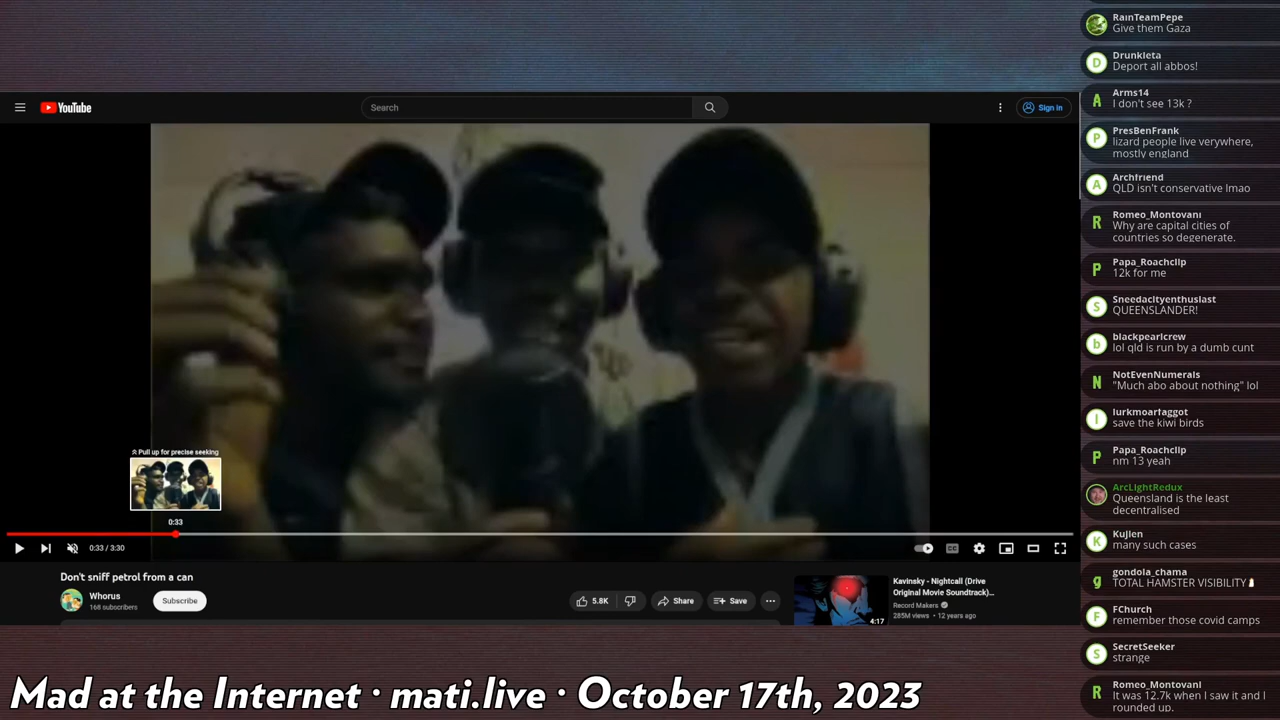 YouTube
Search
Sign in
Pull up for precise seeking
0:33
0:33 / 3:30
CC
Don't sniff petrol from a can
Whorus
168 subscribers
Subscribe
5.8K
Share
Save
Kavinsky - Nightcall (Drive
Original Movie Soundtrack)...
Record Makers
285M views • 12 years ago
4:17
RainTeamPepe
Give them Gaza
D
Drunkleta
Deport all abbos!
A
Arms14
I don't see 13k ?
P
PresBenFrank
lizard people live verywhere,
mostly england
A
Archfriend
QLD isn't conservative lmao
R
Romeo_Montovani
Why are capital cities of
countries so degenerate.
P
Papa_Roachclip
12k for me
S
Sneedacityenthusiast
QUEENSLANDER!
b
blackpearlcrew
lol qld is run by a dumb cunt
N
NotEvenNumerals
"Much abo about nothing" lol
l
lurkmoarfaggot
save the kiwi birds
P
Papa_Roachclip
nm 13 yeah
ArcLightRedux
Queensland is the least
decentralised
K
Kujien
many such cases
g
gondola_chama
TOTAL HAMSTER VISIBILITY
F
FChurch
remember those covid camps
S
SecretSeeker
strange
R
Romeo_Montovani
It was 12.7k when I saw it and I
rounded up.
Mad at the Internet · mati.live · October 17th, 2023